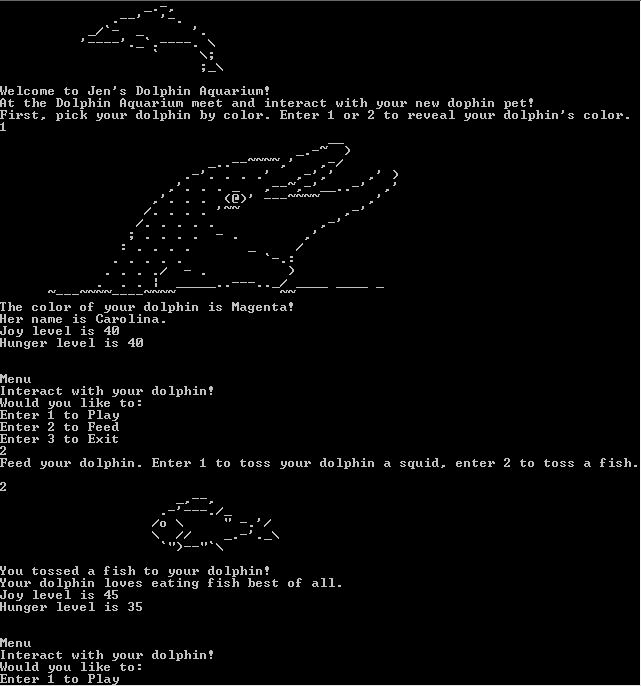 Welcome to Jen's Dolphin Aquarium!
At the Dolphin Aquarium meet and interact with your new dophin pet!
First, pick your dolphin by color. Enter 1 or 2 to reveal your dolphin's color.
1
The color of your dolphin is Magenta!
Her name is Carolina.
Joy level is 40
Hunger level is 40
Menu
Interact with your dolphin!
Would you like to:
Enter 1 to Play
Enter 2 to Feed
Enter 3 to Exit
2
Feed your dolphin. Enter 1 to toss your dolphin a squid, enter 2 to toss a fish.
2
You tossed a fish to your dolphin!
Your dolphin loves eating fish best of all.
Joy level is 45
Hunger level is 35
Menu
Interact with your dolphin!
Would you like to:
Enter 1 to Play